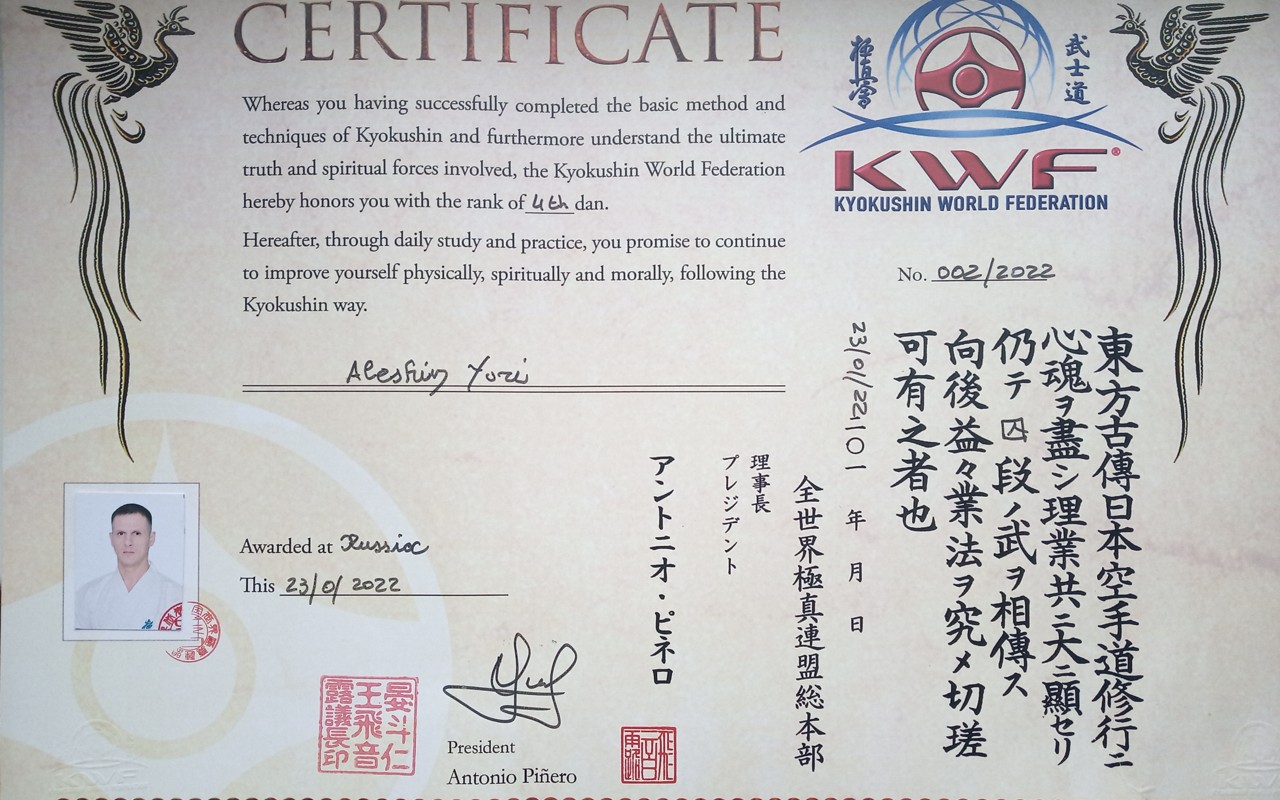 CERTIFICATE
Whereas you having successfully completed the basic method and
techniques of Kyokushin and furthermore understand the ultimate
truth and spiritual forces involved, the Kyokushin World Federation
hereby honors you with the rank of 4th dan.
Hereafter, through daily study and practice, you promise to continue
to improve yourself physically, spiritually and morally, following the
Kyokushin way.
Aleshin Yuri
Awarded at Russia
This 23/01/2022
President
Antonio Piñero
極真会
武士道
KWF®
KYOKUSHIN WORLD FEDERATION
No. 002/2022
東方古傳日本空手道修行ニ
心魂ヲ盡シ理業共ニ大ニ顯セリ
仍テ 四 段ノ武ヲ相傳ス
向後益々業法ヲ究メ切瑳
可有之者也
年 月 日
全世界極真連盟総本部
理事長
プレジデント
アントニオ・ピネロ